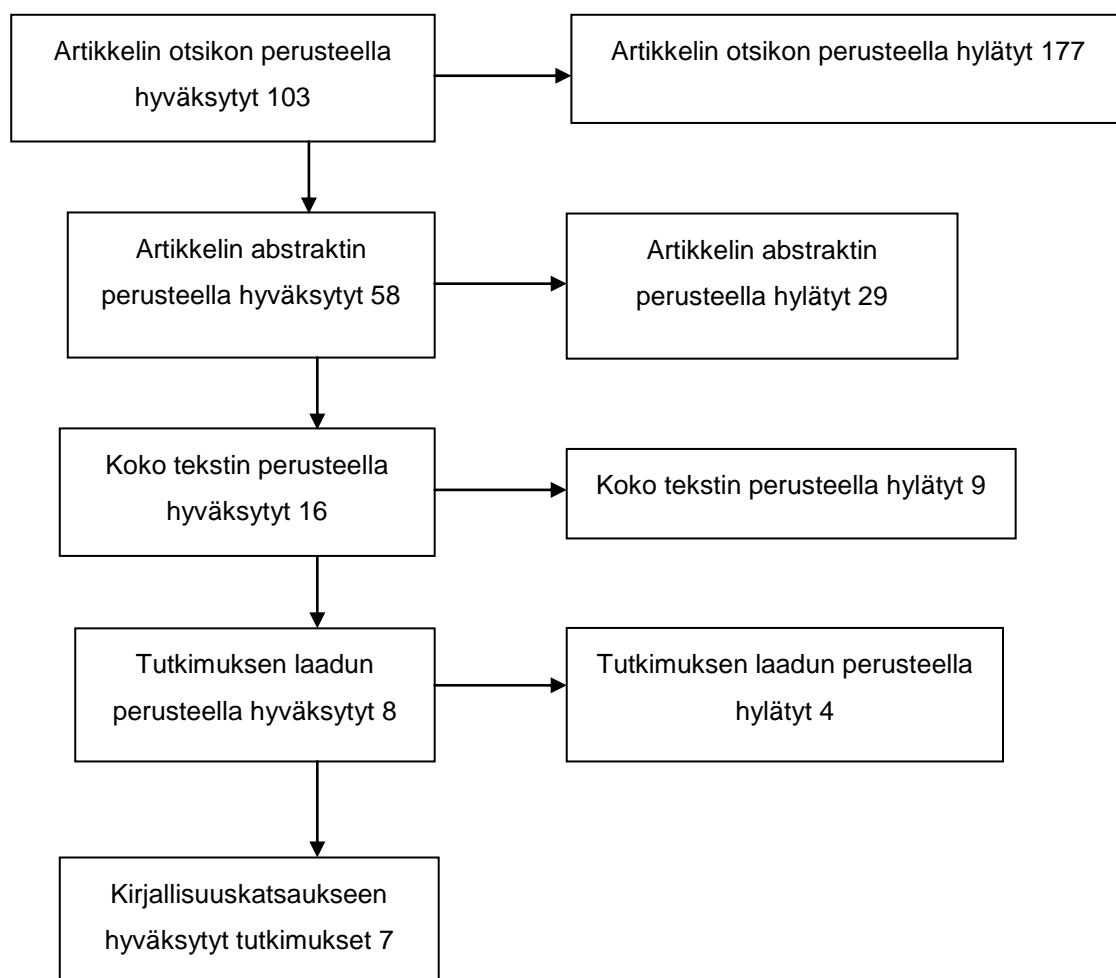 Artikkelin otsikon perusteella
hyväksytyt 103
Artikkelin otsikon perusteella hylätyt 177
Artikkelin abstraktin
perusteella hyväksytyt 58
Artikkelin abstraktin
perusteella hylätyt 29
Koko tekstin perusteella
hyväksytyt 16
Koko tekstin perusteella hylätyt 9
Tutkimuksen laadun
perusteella hyväksytyt 8
Tutkimuksen laadun perusteella
hylätyt 4
Kirjallisuuskatsaukseen
hyväksytyt tutkimukset 7